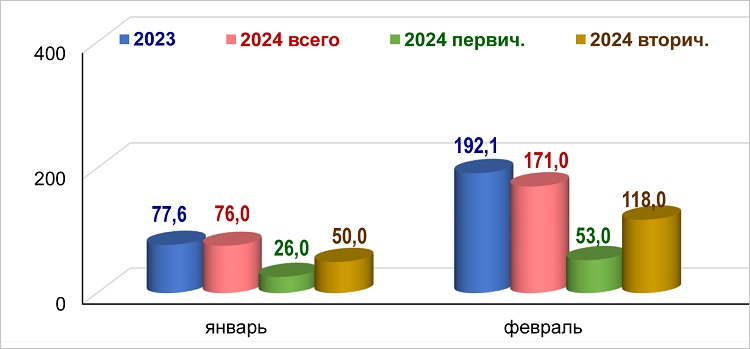 2023 2024 всего 2024 первич. 2024 вторич.
400
200
0
77,6 76,0 26,0 50,0
192,1 171,0 53,0 118,0
январь февраль